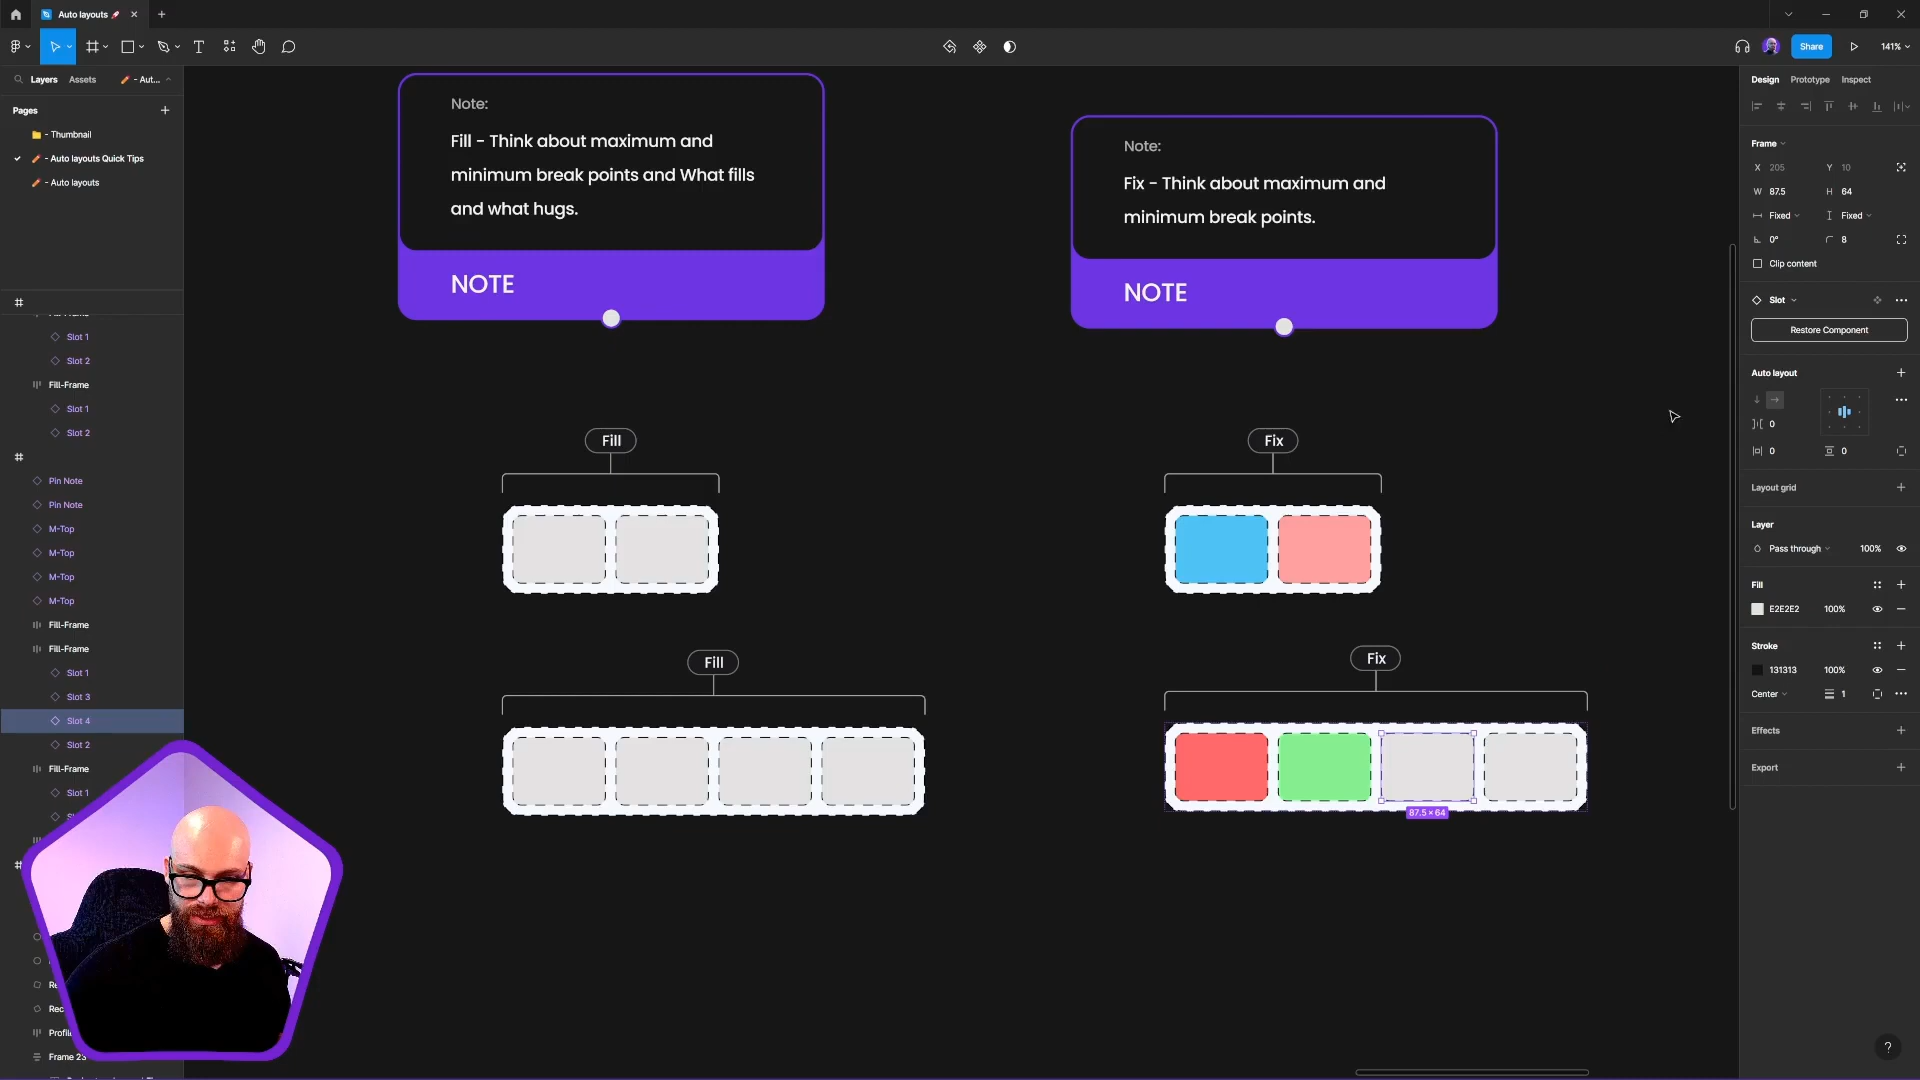 Auto layouts
Share
141%
Layers
Assets
- Aut...
Design
Prototype
Inspect
Pages
- Thumbnail
- Auto layouts Quick Tips
- Auto layouts
Slot 1
Slot 2
Fill-Frame
Slot 1
Slot 2
Pin Note
Pin Note
M-Top
M-Top
M-Top
M-Top
Fill-Frame
Fill-Frame
Slot 1
Slot 3
Slot 4
Slot 2
Fill-Frame
Slot 1
Frame 23
Note:
Fill - Think about maximum and
minimum break points and What fills
and what hugs.
NOTE
Note:
Fix - Think about maximum and
minimum break points.
NOTE
Fill
Fix
Fill
Fix
87.5 × 64
Frame
X 205 Y 10
W 87.5 H 64
Fixed Fixed
0° 8
Clip content
Slot
Restore Component
Auto layout
0
0 0
Layout grid
Layer
Pass through 100%
Fill
E2E2E2 100%
Stroke
131313 100%
Center 1
Effects
Export
?